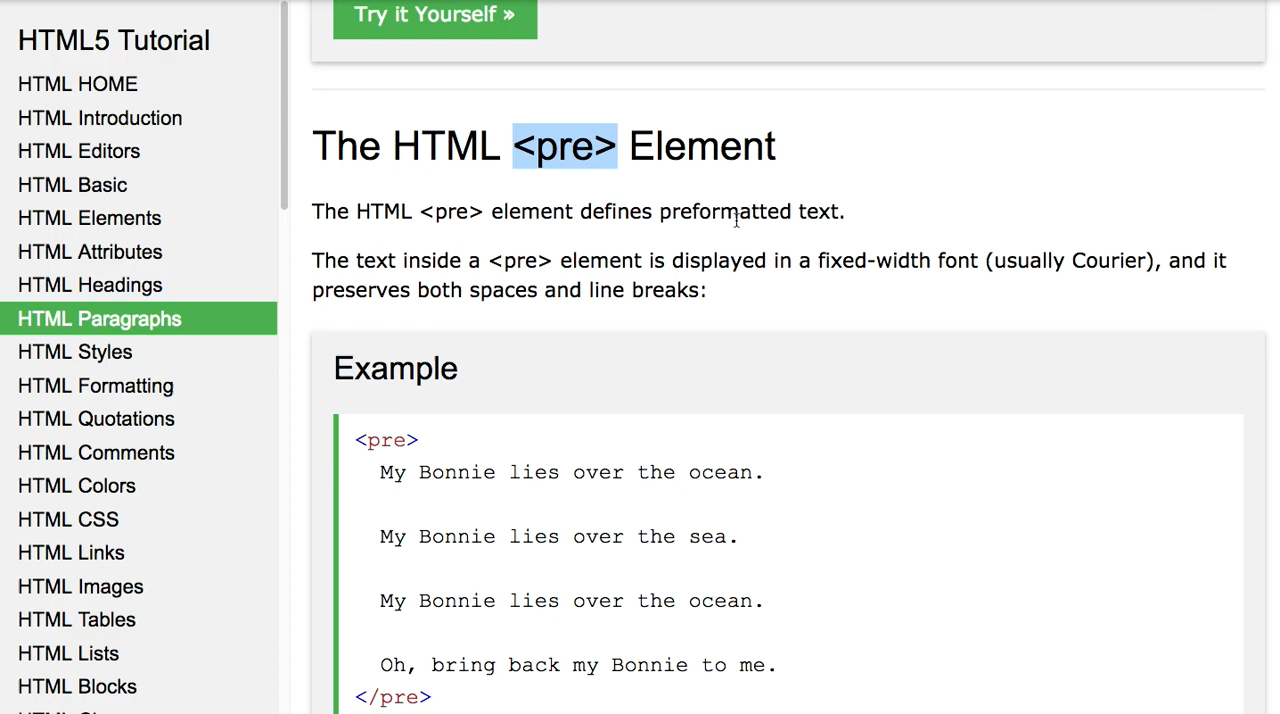 HTML5 Tutorial
HTML HOME
HTML Introduction
HTML Editors
HTML Basic
HTML Elements
HTML Attributes
HTML Headings
HTML Paragraphs
HTML Styles
HTML Formatting
HTML Quotations
HTML Comments
HTML Colors
HTML CSS
HTML Links
HTML Images
HTML Tables
HTML Lists
HTML Blocks
Try it Yourself »
The HTML <pre> Element
The HTML <pre> element defines preformatted text.
The text inside a <pre> element is displayed in a fixed-width font (usually Courier), and it
preserves both spaces and line breaks:
Example
<pre>
My Bonnie lies over the ocean.
My Bonnie lies over the sea.
My Bonnie lies over the ocean.
Oh, bring back my Bonnie to me.
</pre>